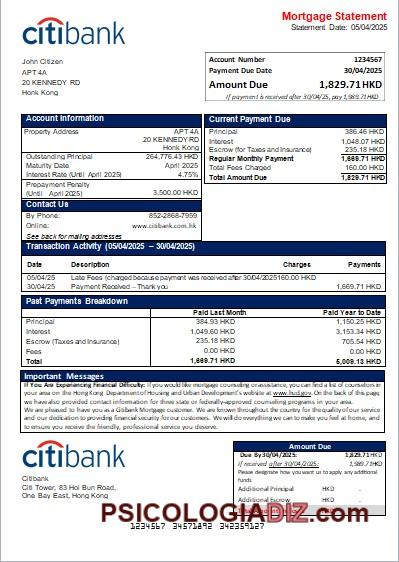 citibank
Mortgage Statement
Statement Date: 05/04/2025
John Citizen
APT 4A
20 KENNEDY RD
Honk Kong
Account Number 1234567
Payment Due Date 30/04/2025
Amount Due 1,829.71HKD
If payment is received after 30/04/25, pay 1,989.71HKD
Account Information
Property Address APT 4A
20 KENNEDY RD
Honk Kong
Outstanding Principal 264,776.43 HKD
Maturity Date April 2025
Interest Rate (Until April 2025) 4.75%
Prepayment Penalty
(Until April 2025) 3,500.00 HKD
Contact Us
By Phone: 852-2868-7959
Online: www.citibank.com.hk
See back for mailing addresses
Current Payment Due
Principal 386.46 HKD
Interest 1,048.07 HKD
Escrow (for Taxes and Insurance) 235.18 HKD
Regular Monthly Payment 1,669.71 HKD
Total Fees Charged 160.00 HKD
Total Amount Due 1,829.71 HKD
Transaction Activity (05/04/2025 – 30/04/2025)
Date Description Charges Payments
05/04/25 Late Fees (charged because payment was received after 30/04/2025160.00 HKD
30/04/25 Payment Received – Thank you 1,669.71 HKD
Past Payments Breakdown
Paid Last Month Paid Year to Date
Principal 384.93 HKD 1,150.25 HKD
Interest 1,049.60 HKD 3,153.34 HKD
Escrow (Taxes and Insurance) 235.18 HKD 705.54 HKD
Fees 0.00 HKD 0.00 HKD
Total 1,669.71 HKD 5,009.13 HKD
Important Messages
If You Are Experiencing Financial Difficulty: If you would like mortgage counseling or assistance, you can find a list of counselors in
your area on the Hong Kong Department of Housing and Urban Development's website at www.hud.gov. On the back of this page,
we have also provided contact information for three state or federally-approved counseling programs in your area.
We are pleased to have you as a Citibank Mortgage customer. We are known throughout the country for the quality of our service
and our dedication to providing financial security for our customers. We will do everything we can to make you feel at home, and
to ensure you receive the friendly, professional service you deserve.
citibank
Citibank
Citi Tower, 83 Hoi Bun Road,
One Bay East, Hong Kong
Amount Due
Due By 30/04/2025: 1,829.71 HKD
If received after 30/04/2025: 1,989.71HKD
Please designate how you want us to apply any additional
funds.
Additional Principal HKD .
Additional Escrow HKD .
PSICOLOGIADIZ.com
1234567 34571892 342359127